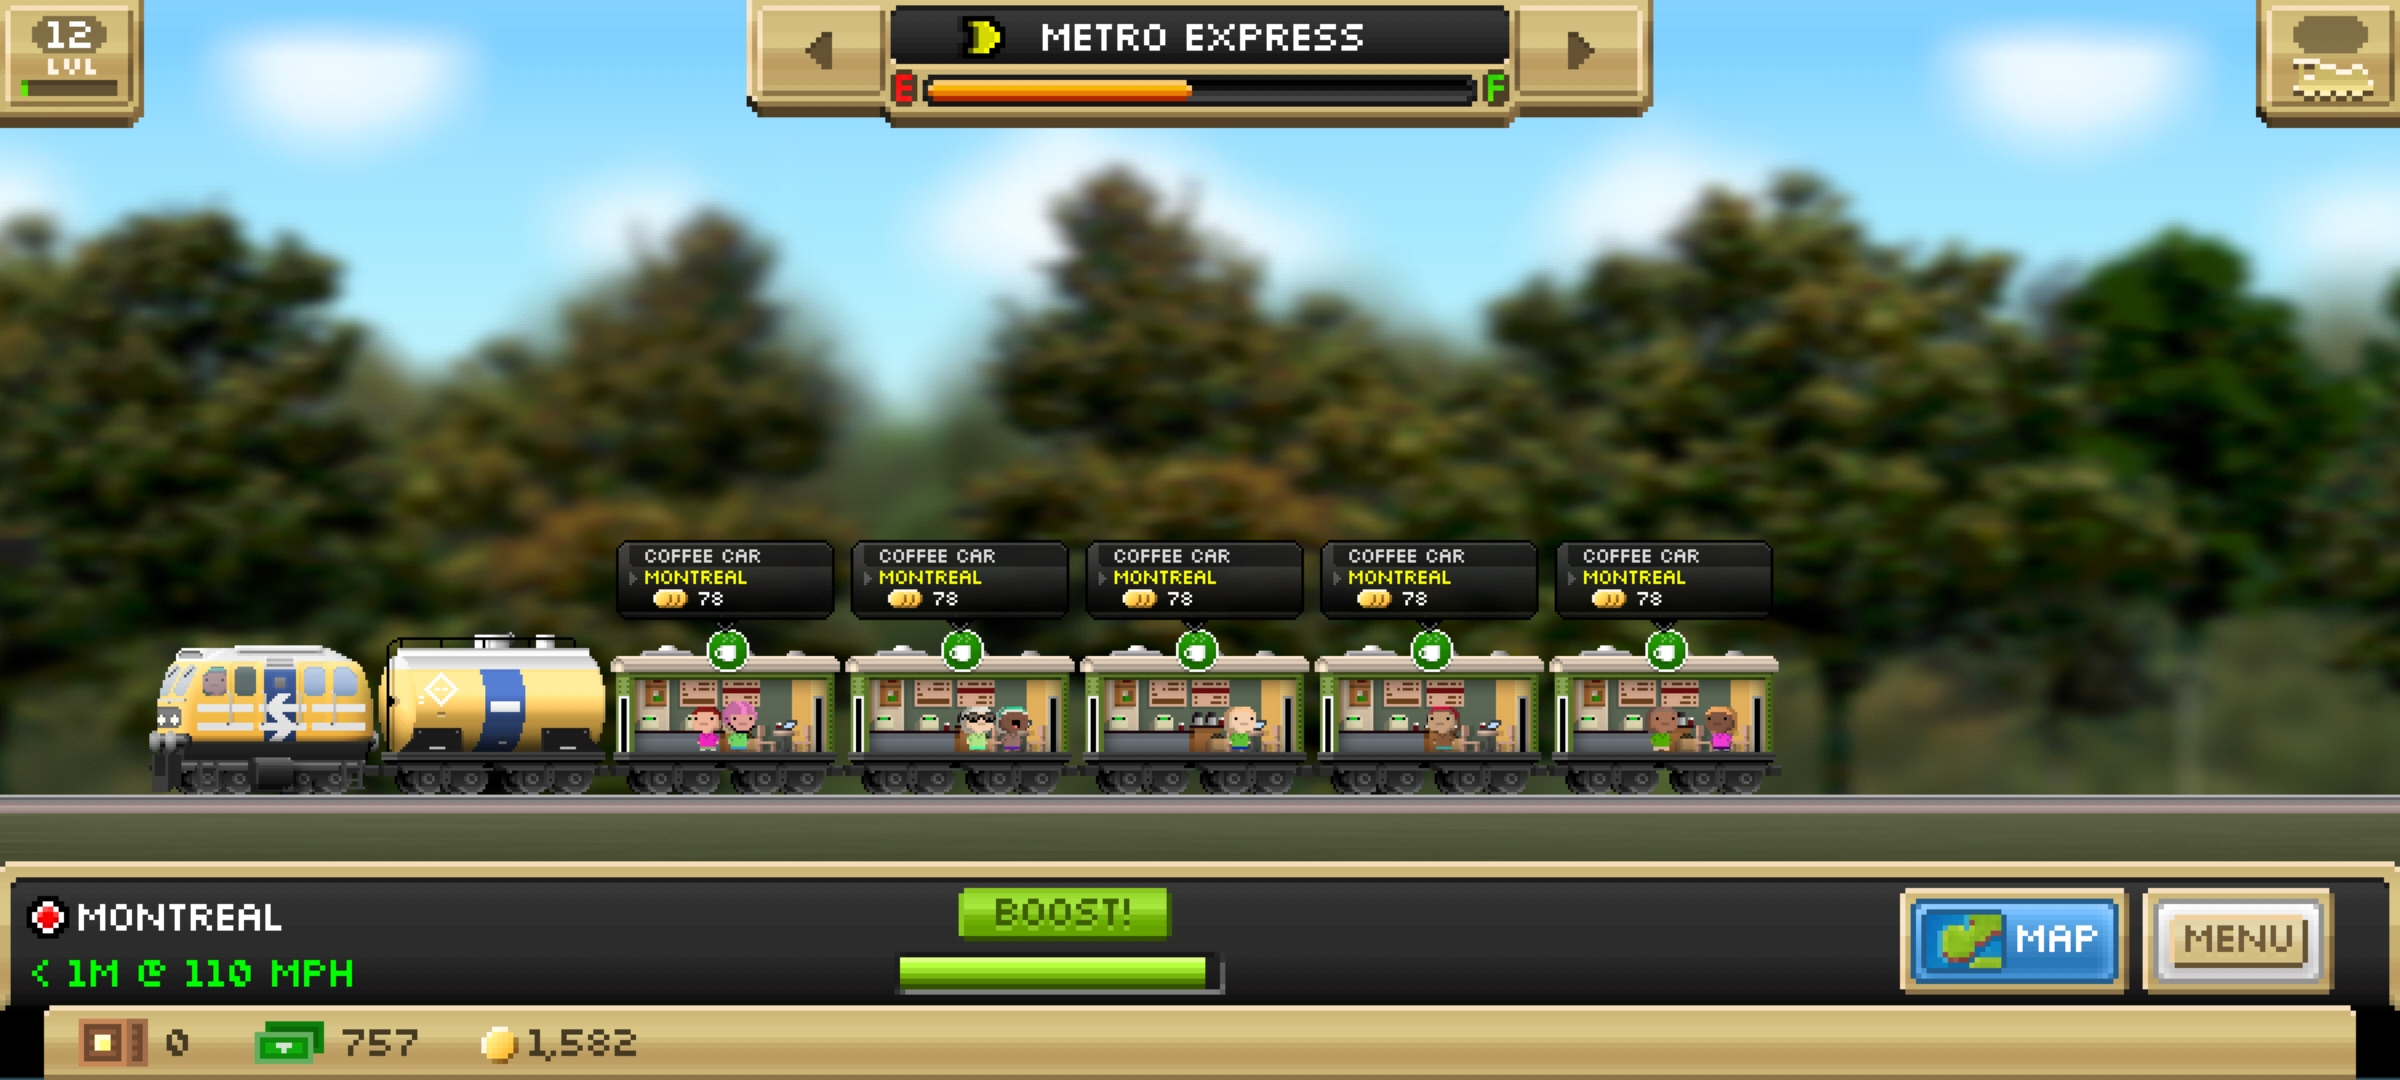 12
LVL
METRO EXPRESS
E F
COFFEE CAR
MONTREAL
78
COFFEE CAR
MONTREAL
78
COFFEE CAR
MONTREAL
78
COFFEE CAR
MONTREAL
78
COFFEE CAR
MONTREAL
78
MONTREAL
< 1M @ 110 MPH
BOOST!
MAP
MENU
0 757 1,582